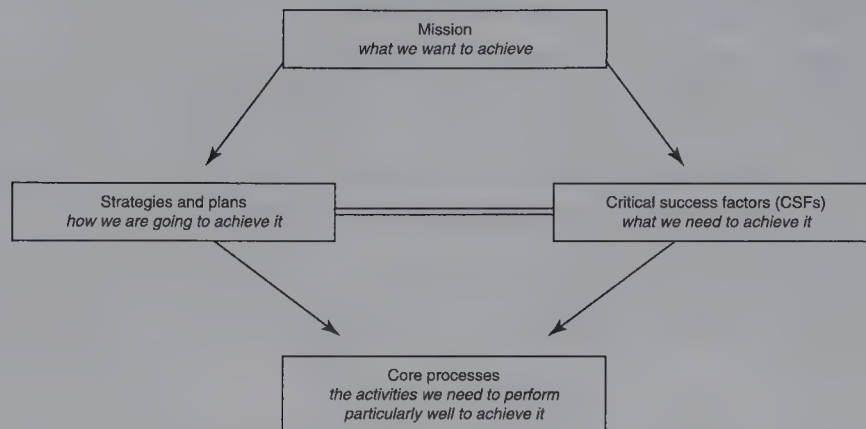 Mission
what we want to achieve
Strategies and plans
how we are going to achieve it
Critical success factors (CSFs)
what we need to achieve it
Core processes
the activities we need to perform
particularly well to achieve it